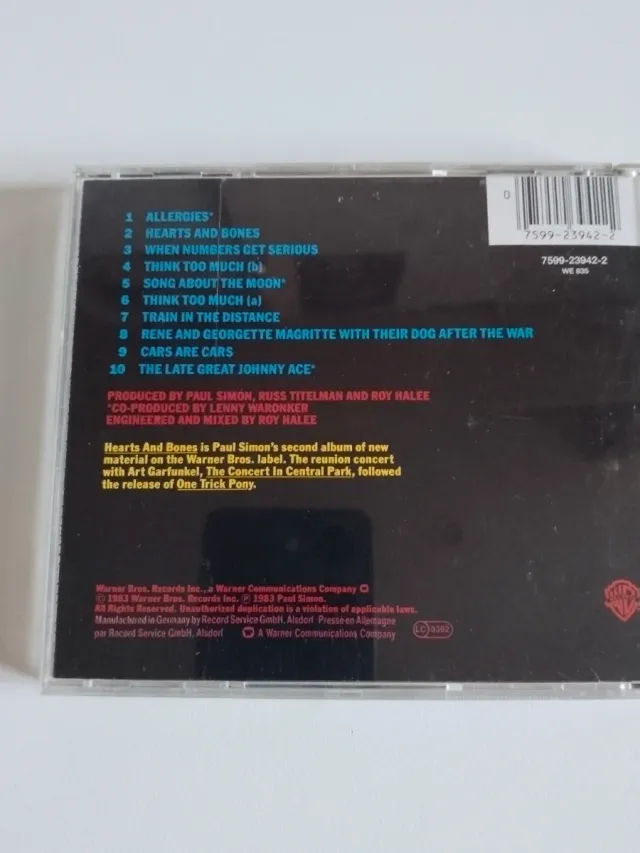 0
7599-23942-2
7599-23942-2
WE 835
1 ALLERGIES*
2 HEARTS AND BONES
3 WHEN NUMBERS GET SERIOUS
4 THINK TOO MUCH (b)
5 SONG ABOUT THE MOON*
6 THINK TOO MUCH (a)
7 TRAIN IN THE DISTANCE
8 RENE AND GEORGETTE MAGRITTE WITH THEIR DOG AFTER THE WAR
9 CARS ARE CARS
10 THE LATE GREAT JOHNNY ACE*
PRODUCED BY PAUL SIMON, RUSS TITELMAN AND ROY HALEE
*CO-PRODUCED BY LENNY WARONKER
ENGINEERED AND MIXED BY ROY HALEE
Hearts And Bones is Paul Simon's second album of new
material on the Warner Bros. label. The reunion concert
with Art Garfunkel, The Concert In Central Park, followed
the release of One Trick Pony.
Warner Bros. Records Inc., a Warner Communications Company
© 1983 Warner Bros. Records Inc. ℗ 1983 Paul Simon.
All Rights Reserved. Unauthorized duplication is a violation of applicable laws.
Manufactured in Germany by Record Service GmbH, Alsdorf Presse en Allemagne
par Record Service GmbH, Alsdorf A Warner Communications Company
LC 0392